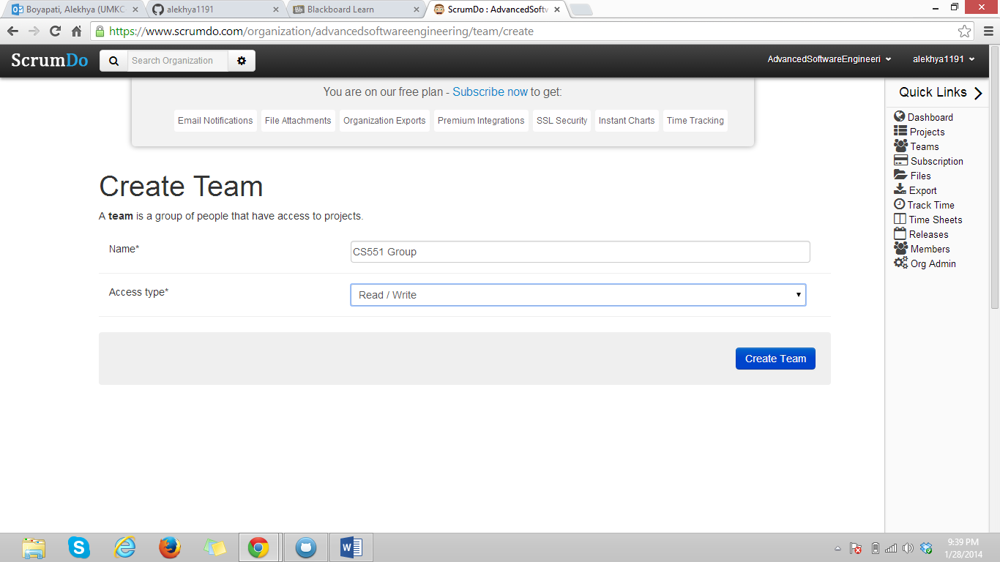 Boyapati, Alekhya (UMKC
alekhya1191
Blackboard Learn
ScrumDo : AdvancedSoftw
https://www.scrumdo.com/organization/advancedsoftwareengineering/team/create
ScrumDo
Search Organization
AdvancedSoftwareEngineeri
alekhya1191
You are on our free plan - Subscribe now to get:
Email Notifications File Attachments Organization Exports Premium Integrations SSL Security Instant Charts Time Tracking
Create Team
A team is a group of people that have access to projects.
Name*
CS551 Group
Access type*
Read / Write
Create Team
Quick Links
Dashboard
Projects
Teams
Subscription
Files
Export
Track Time
Time Sheets
Releases
Members
Org Admin
9:39 PM
1/28/2014